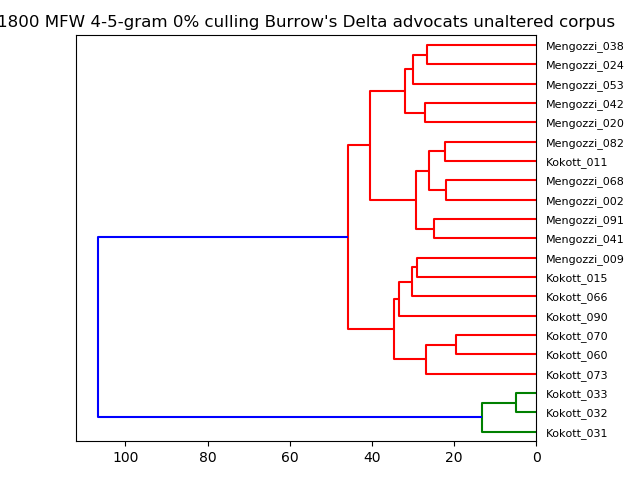 1800 MFW 4-5-gram 0% culling Burrow's Delta advocats unaltered corpus
Mengozzi_038
Mengozzi_024
Mengozzi_053
Mengozzi_042
Mengozzi_020
Mengozzi_082
Kokott_011
Mengozzi_068
Mengozzi_002
Mengozzi_091
Mengozzi_041
Mengozzi_009
Kokott_015
Kokott_066
Kokott_090
Kokott_070
Kokott_060
Kokott_073
Kokott_033
Kokott_032
Kokott_031
100 80 60 40 20 0